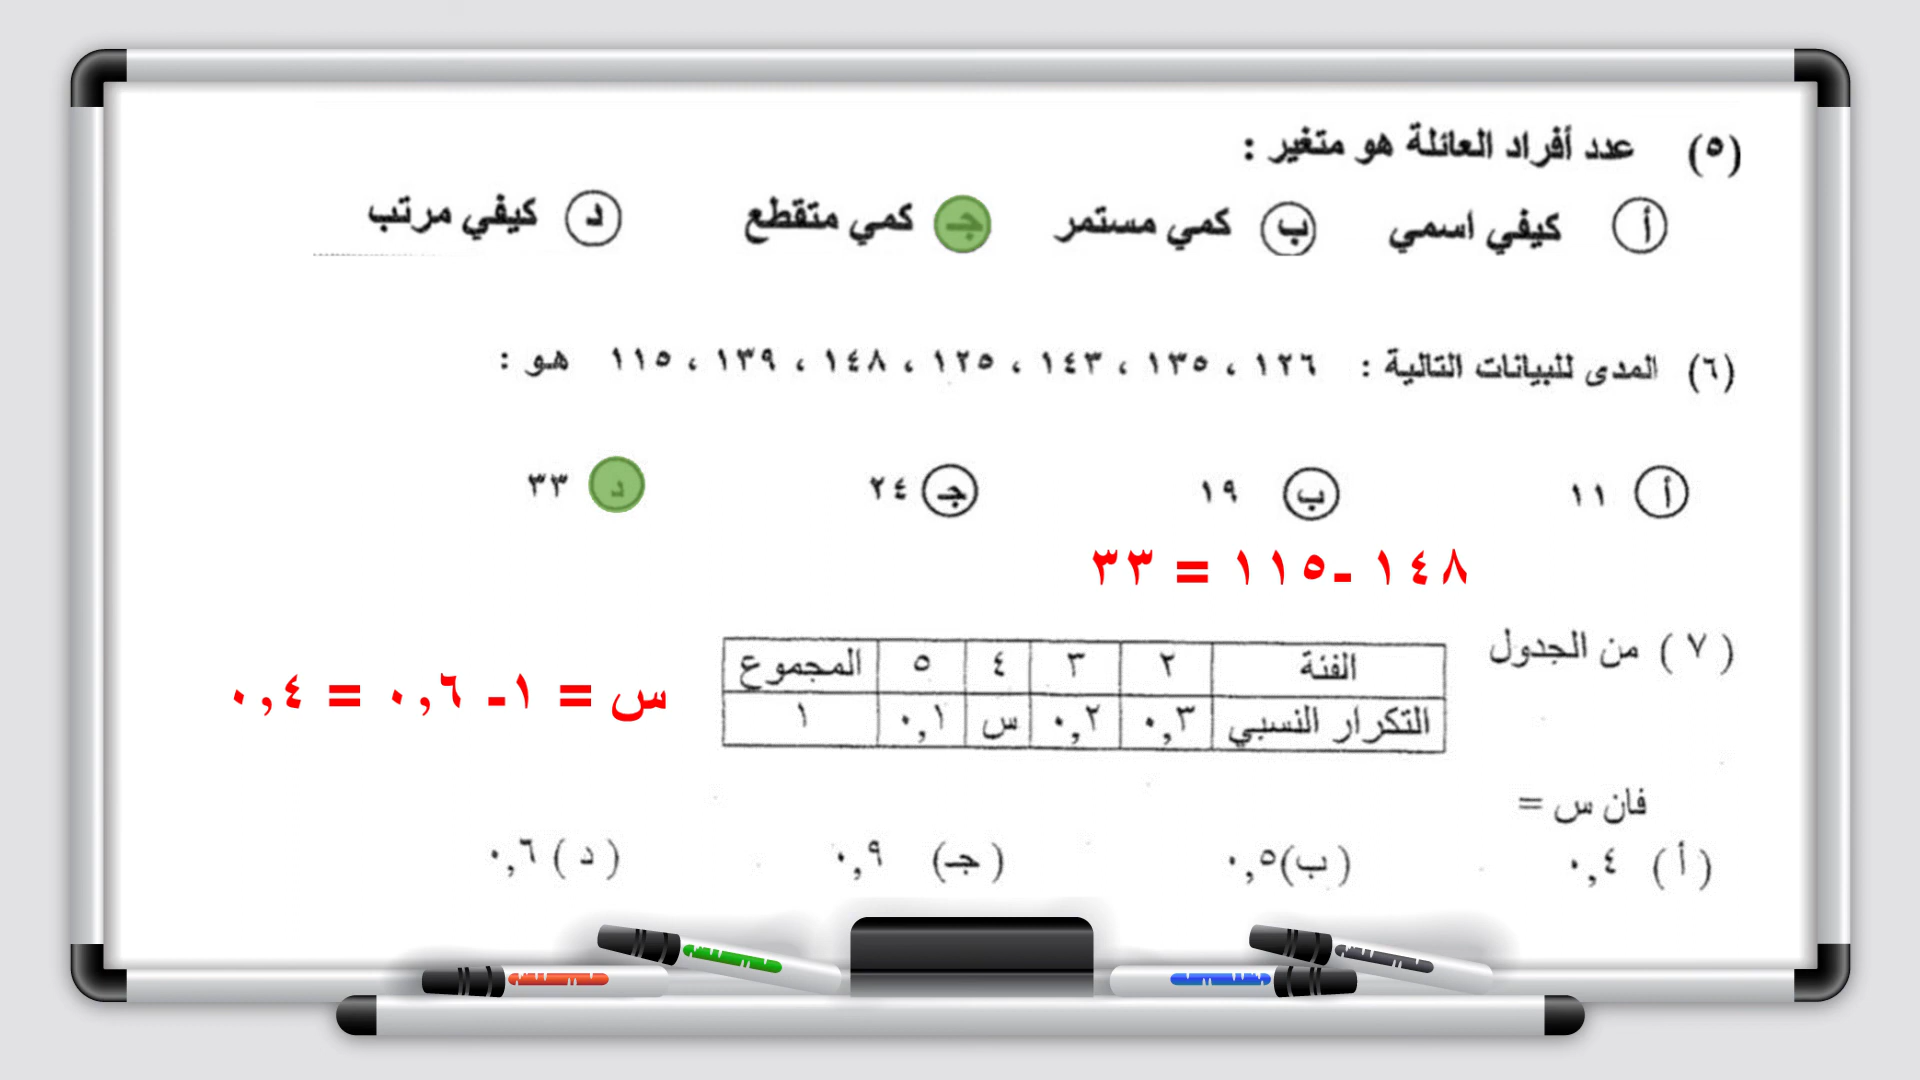 (٥) عدد أفراد العائلة هو متغير :
أ كيفي اسمي ب كمي مستمر جـ كمي متقطع د كيفي مرتب
(٦) المدى للبيانات التالية : ١٢٦ ، ١٣٥ ، ١٤٣ ، ١٢٥ ، ١٤٨ ، ١٣٩ ، ١١٥ هو :
أ ١١ ب ١٩ جـ ٢٤ د ٣٣
١٤٨ -١١٥ = ٣٣
( ٧ ) من الجدول
الفئة ٢ ٣ ٤ ٥ المجموع
التكرار النسبي ٠,٣ ٠,٢ س ٠,١ ١
س = ١- ٠,٦ = ٠,٤
فان س =
( أ ) ٠,٤ (ب) ٠,٥ (جـ) ٠,٩ ( د ) ٠,٦